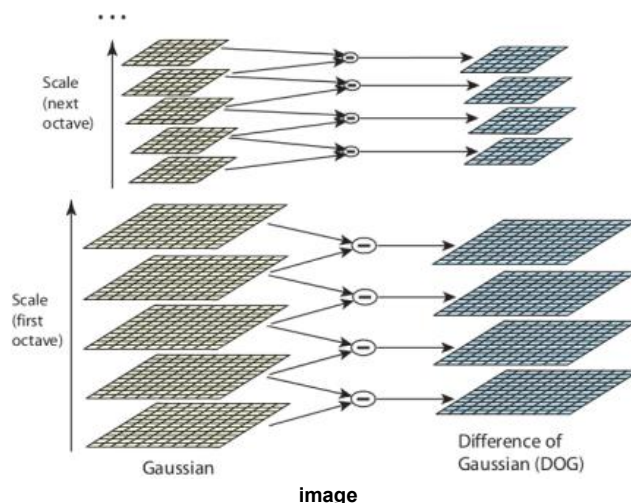 ...
Scale
(next
octave)
Scale
(first
octave)
Gaussian
Difference of
Gaussian (DOG)
image